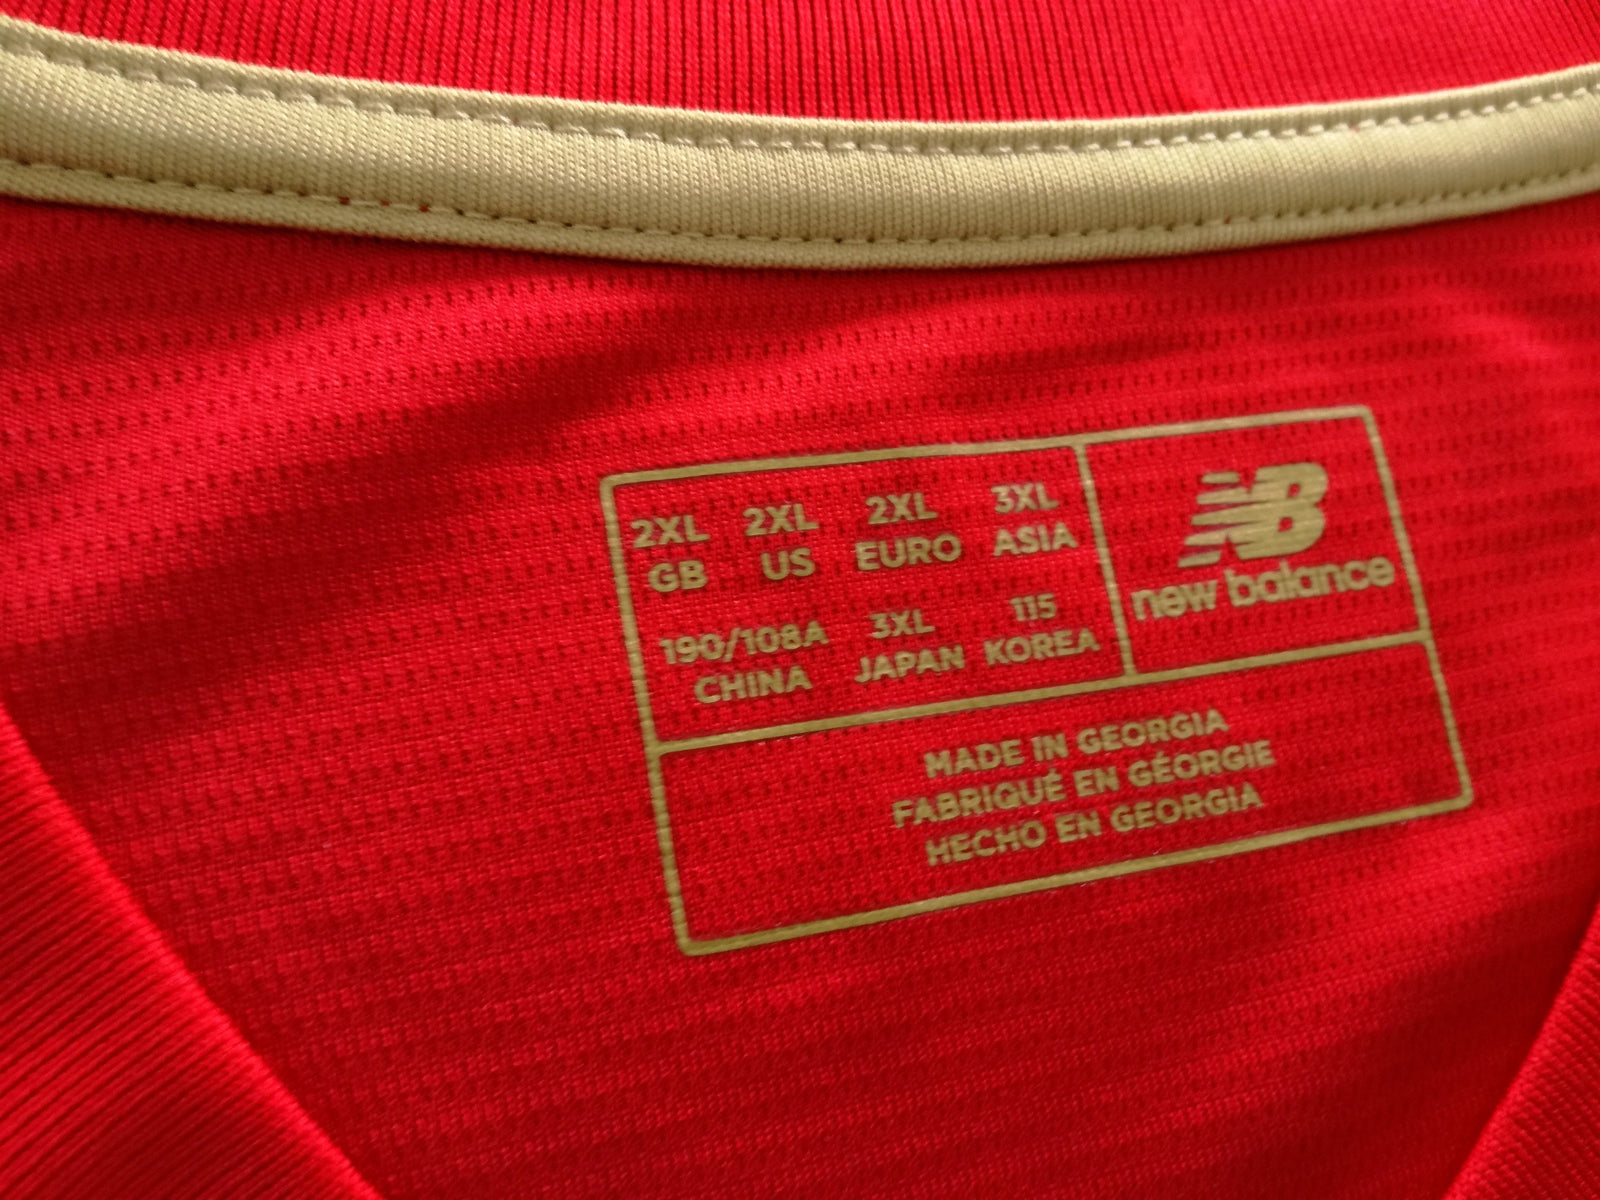 2XL 2XL 2XL 3XL
GB US EURO ASIA
190/108A 3XL 115
CHINA JAPAN KOREA
NB
new balance
MADE IN GEORGIA
FABRIQUÉ EN GÉORGIE
HECHO EN GEORGIA